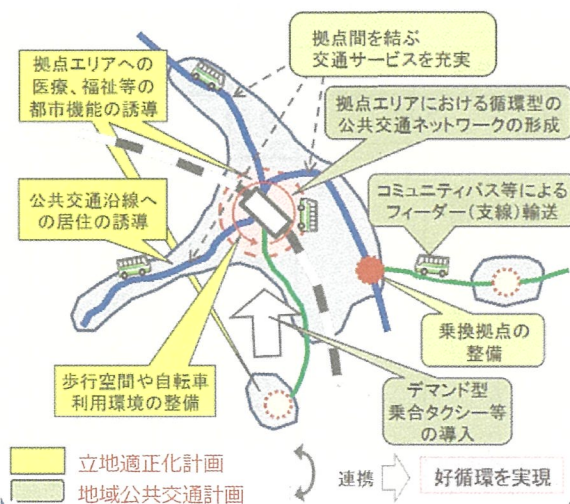 拠点間を結ぶ
交通サービスを充実
拠点エリアへの
医療、福祉等の
都市機能の誘導
拠点エリアにおける循環型の
公共交通ネットワークの形成
公共交通沿線へ
の居住の誘導
コミュニティバス等による
フィーダー(支線)輸送
乗換拠点の
整備
歩行空間や自転車
利用環境の整備
デマンド型
乗合タクシー等
の導入
立地適正化計画
地域公共交通計画
連携
好循環を実現